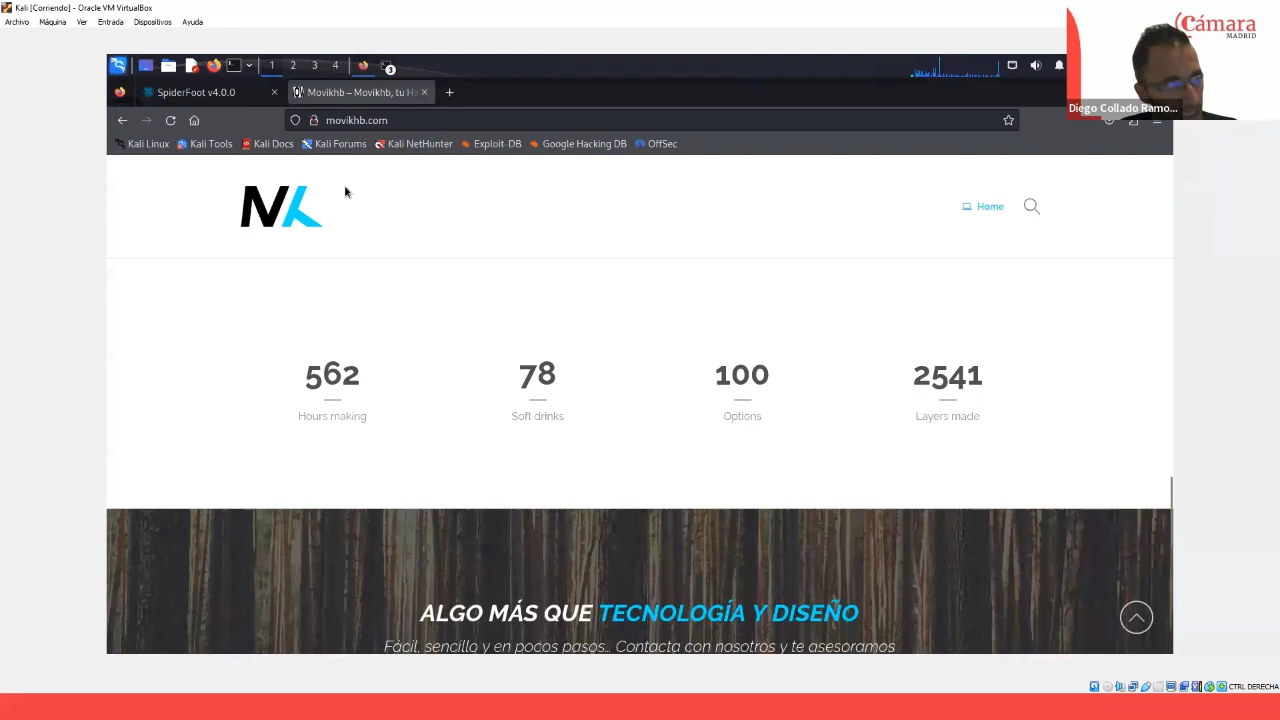 Kali [Corriendo] - Oracle VM VirtualBox
Archivo Máquina Ver Entrada Dispositivos Ayuda
Cámara
MADRID
1 2 3 4
3
SpiderFoot v4.0.0
Movikhb – Movikhb, tu Ha
Diego Collado Ramo...
movikhb.com
Kali Linux Kali Tools Kali Docs Kali Forums Kali NetHunter Exploit-DB Google Hacking DB OffSec
Home
562 78 100 2541
Hours making Soft drinks Options Layers made
ALGO MÁS QUE TECNOLOGÍA Y DISEÑO
Fácil, sencillo y en pocos pasos... Contacta con nosotros y te asesoramos
CTRL DERECHA